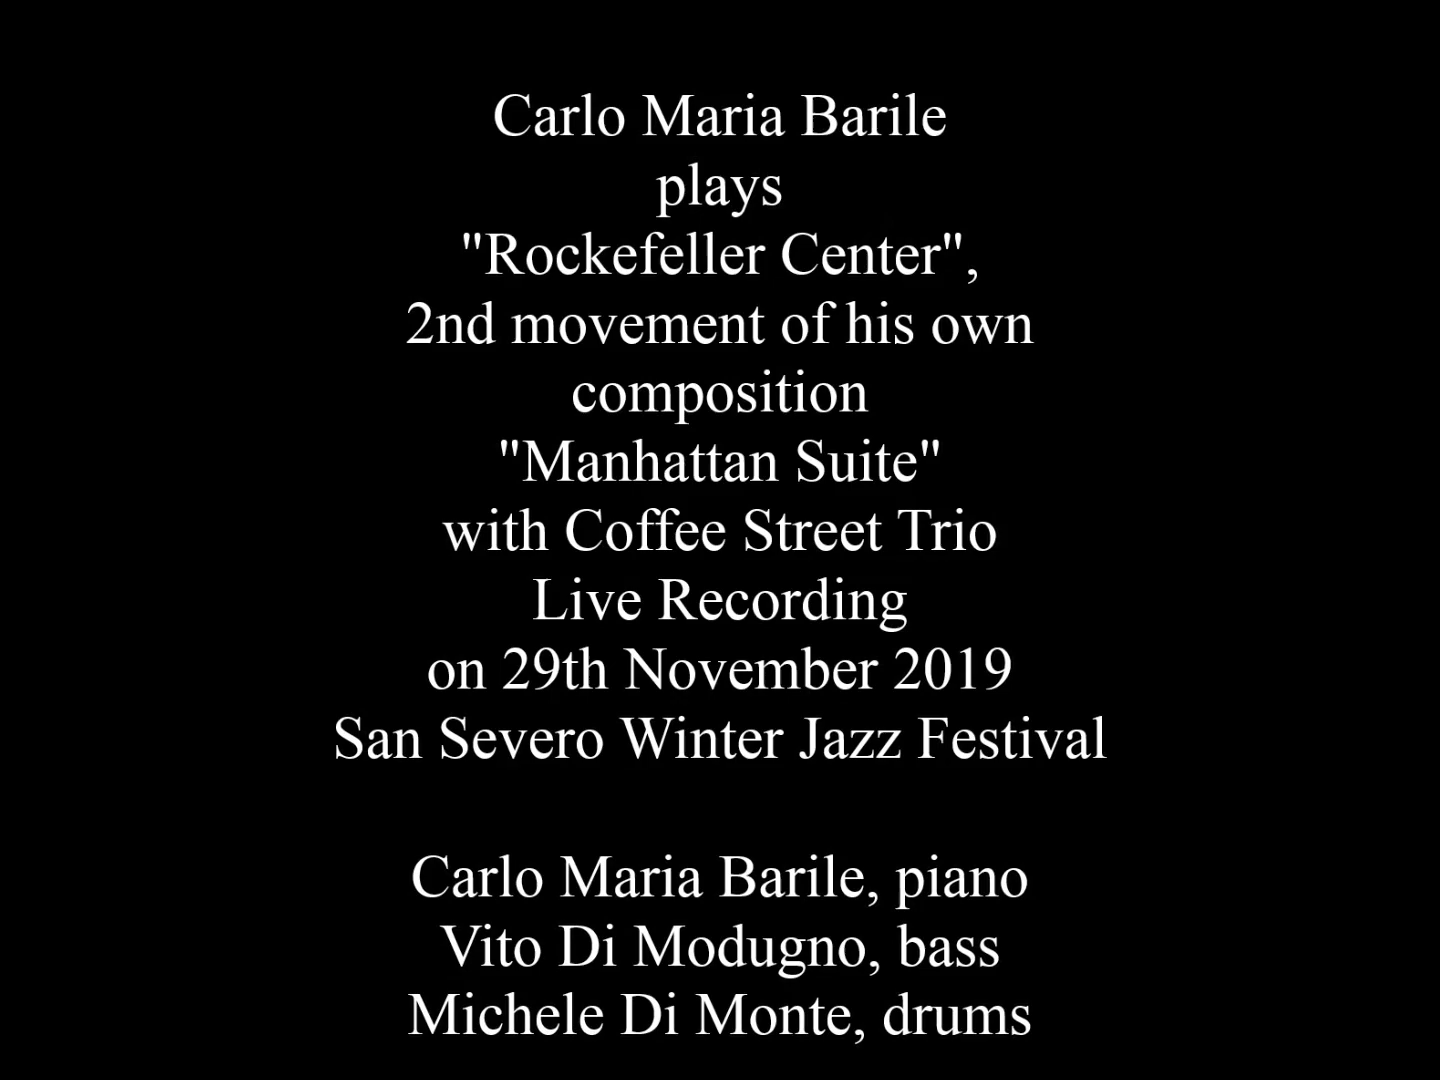 Carlo Maria Barile
plays
"Rockefeller Center",
2nd movement of his own
composition
"Manhattan Suite"
with Coffee Street Trio
Live Recording
on 29th November 2019
San Severo Winter Jazz Festival
Carlo Maria Barile, piano
Vito Di Modugno, bass
Michele Di Monte, drums